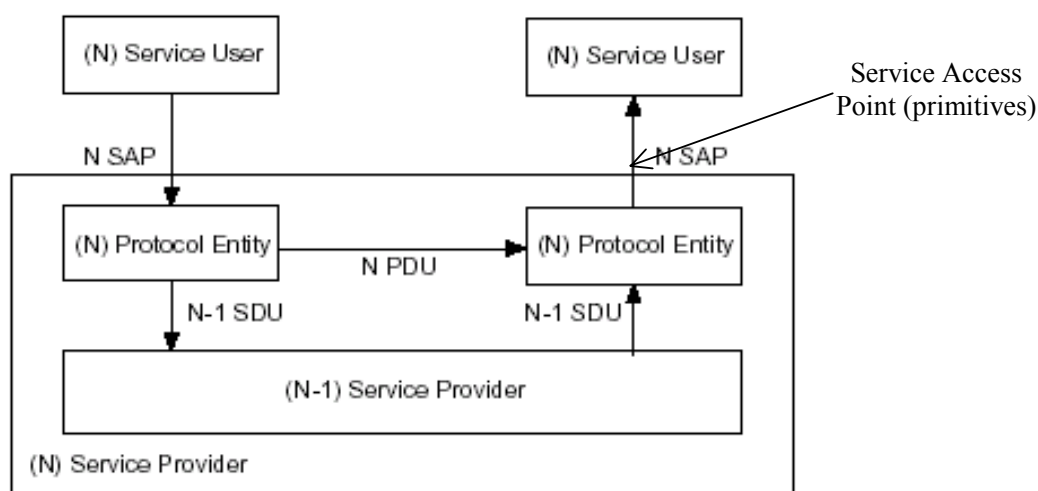 (N) Service User
(N) Service User
Service Access
Point (primitives)
N SAP
N SAP
(N) Protocol Entity
(N) Protocol Entity
N PDU
N-1 SDU
N-1 SDU
(N-1) Service Provider
(N) Service Provider